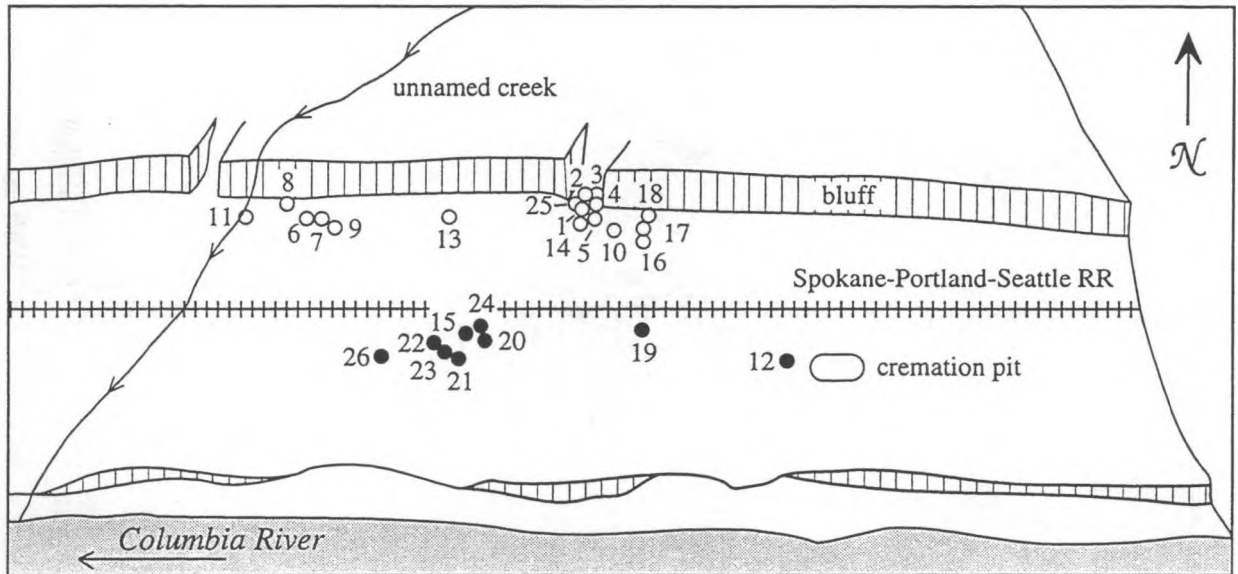 unnamed creek
N
8
2 3
4 18
bluff
25
11
6 7 9
13
1
14
5 10
17
16
Spokane-Portland-Seattle RR
24
15
22
20
19
26
23
21
12
cremation pit
Columbia River